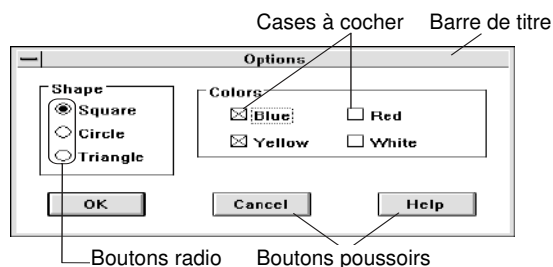 Cases à cocher Barre de titre
Options
Shape
Colors
Square
Blue
Red
Circle
Yellow
White
Triangle
OK
Cancel
Help
Boutons radio Boutons poussoirs